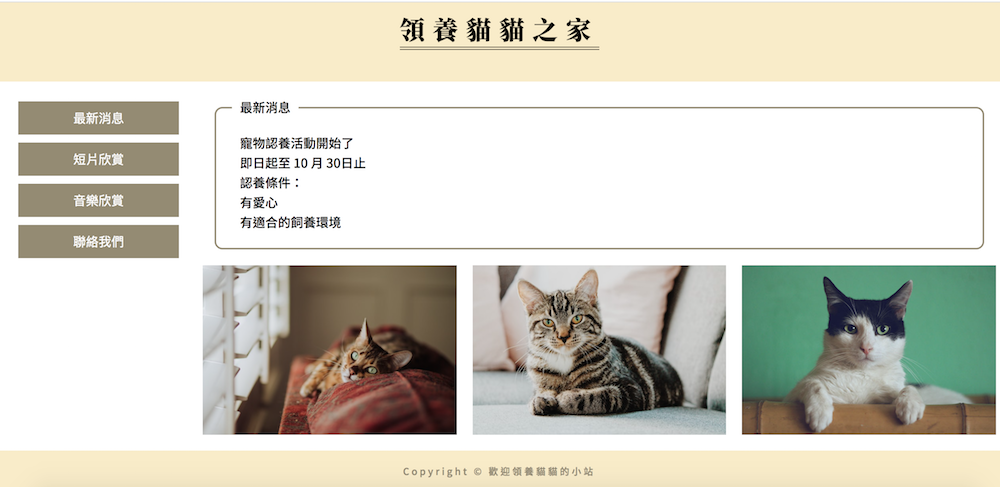 領養貓貓之家
最新消息
短片欣賞
音樂欣賞
聯絡我們
最新消息
寵物認養活動開始了
即日起至 10 月 30日止
認養條件：
有愛心
有適合的飼養環境
Copyright © 歡迎領養貓貓的小站